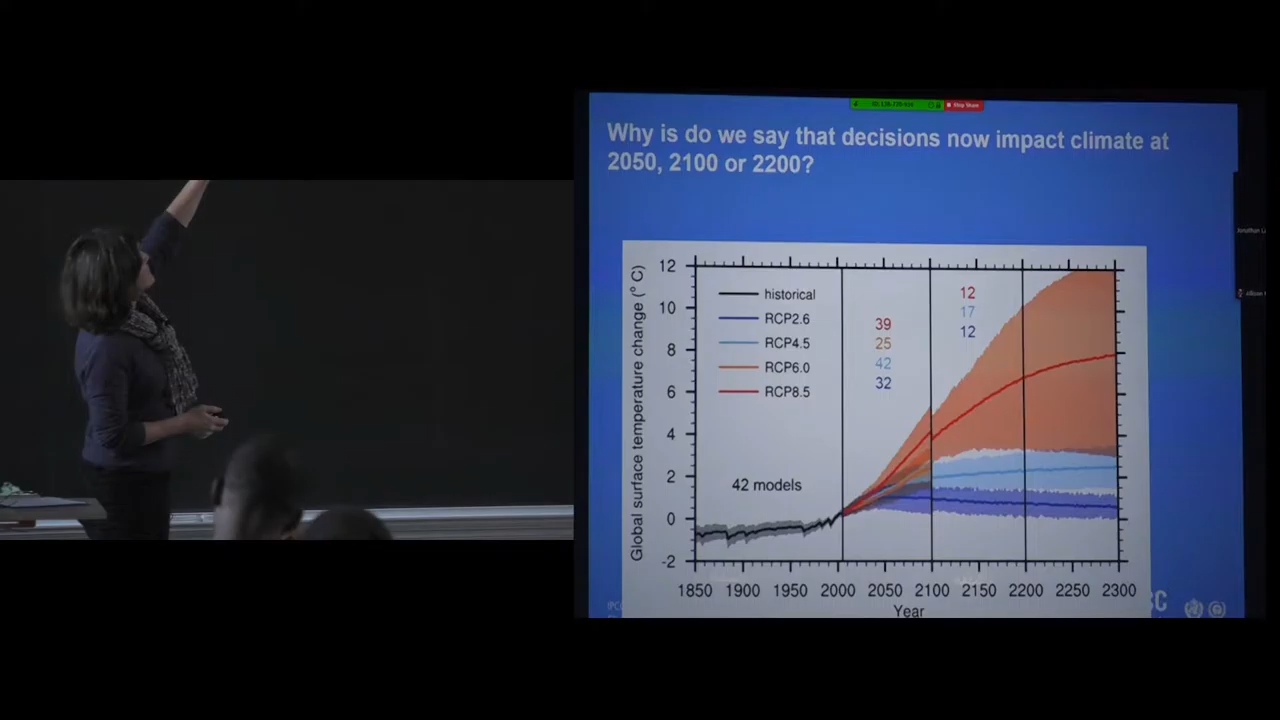 Stop Share
Why is do we say that decisions now impact climate at
2050, 2100 or 2200?
Global surface temperature change (° C)
12
10
8
6
4
2
0
-2
historical
RCP2.6
RCP4.5
RCP6.0
RCP8.5
39
25
42
32
12
17
12
42 models
1850
1900
1950
2000
2050
2100
2150
2200
2250
2300
Year